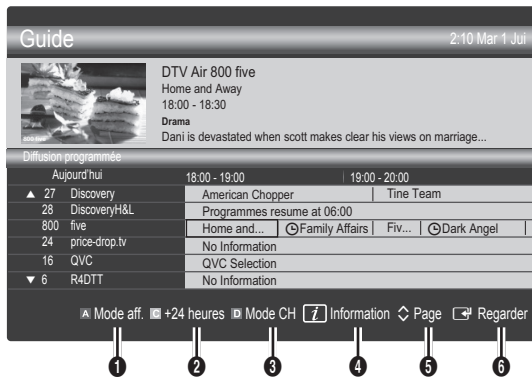 Guide 2:10 Mar 1 Jui
DTV Air 800 five
Home and Away
18:00 - 18:30
Drama
Dani is devastated when scott makes clear his views on marriage...
800 five
Diffusion programmée
Aujourd'hui 18:00 - 19:00 19:00 - 20:00
▲ 27 Discovery American Chopper Tine Team
28 DiscoveryH&L Programmes resume at 06:00
800 five Home and... Family Affairs Fiv... Dark Angel
24 price-drop.tv No Information
16 QVC QVC Selection
▼ 6 R4DTT No Information
A Mode aff. C +24 heures D Mode CH i Information Page Regarder
1 2 3 4 5 6